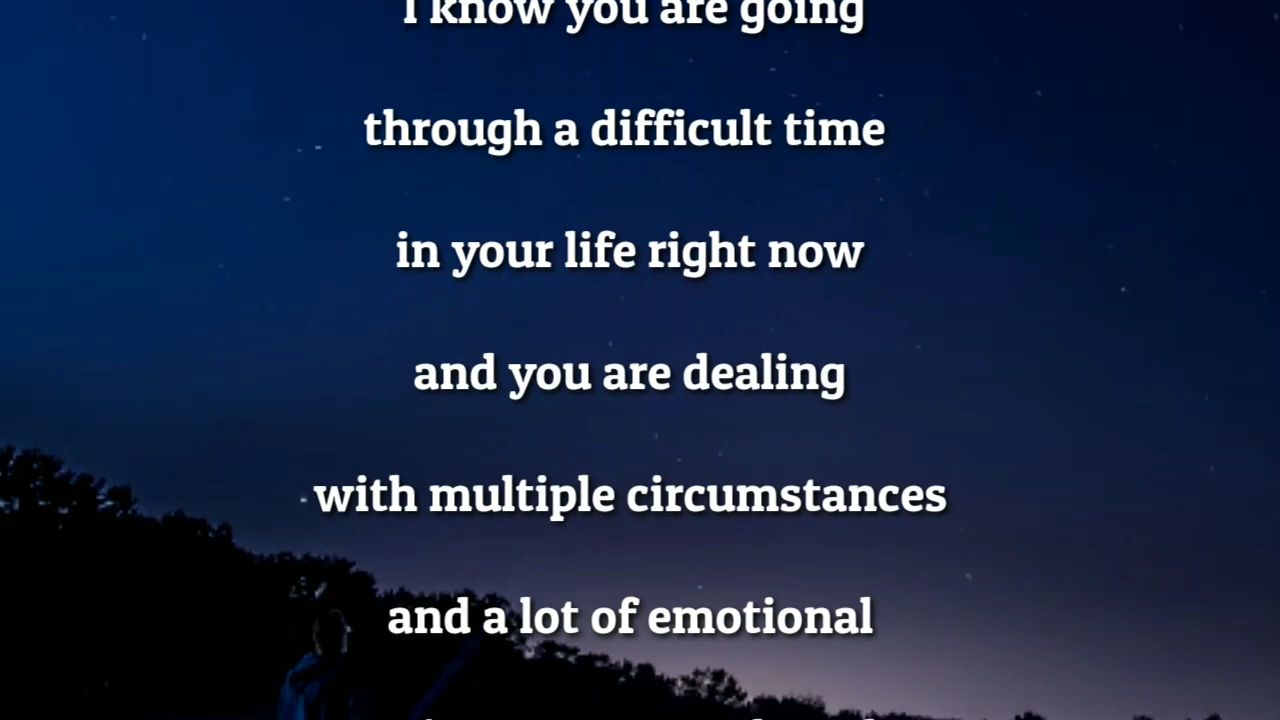 I know you are going
through a difficult time
in your life right now
and you are dealing
with multiple circumstances
and a lot of emotional